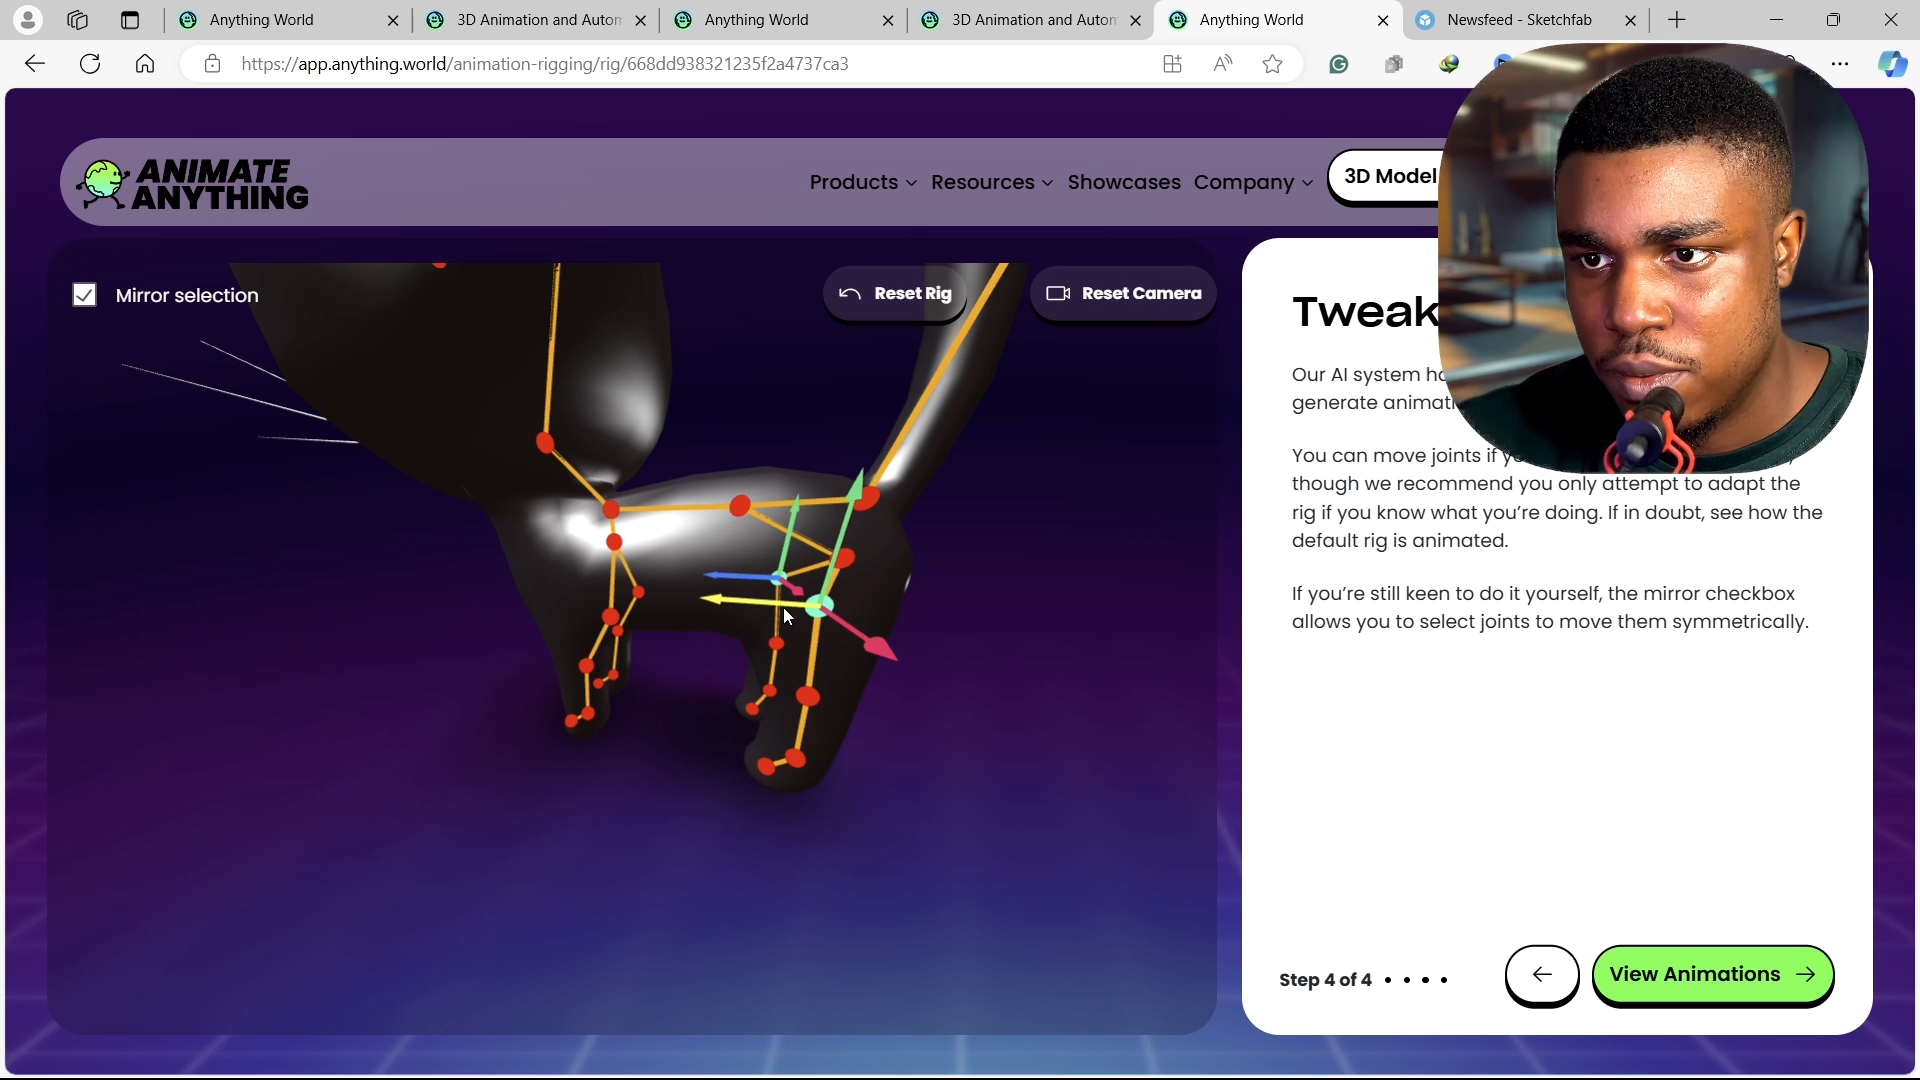 Anything World
3D Animation and Autom
Anything World
3D Animation and Autom
Anything World
Newsfeed - Sketchfab
https://app.anything.world/animation-rigging/rig/668dd938321235f2a4737ca3
ANIMATE
ANYTHING
Products
Resources
Showcases
Company
3D Model
Mirror selection
Reset Rig
Reset Camera
Tweak
Our AI system ha
generate animati
You can move joints if y
though we recommend you only attempt to adapt the
rig if you know what you're doing. If in doubt, see how the
default rig is animated.
If you're still keen to do it yourself, the mirror checkbox
allows you to select joints to move them symmetrically.
Step 4 of 4
View Animations